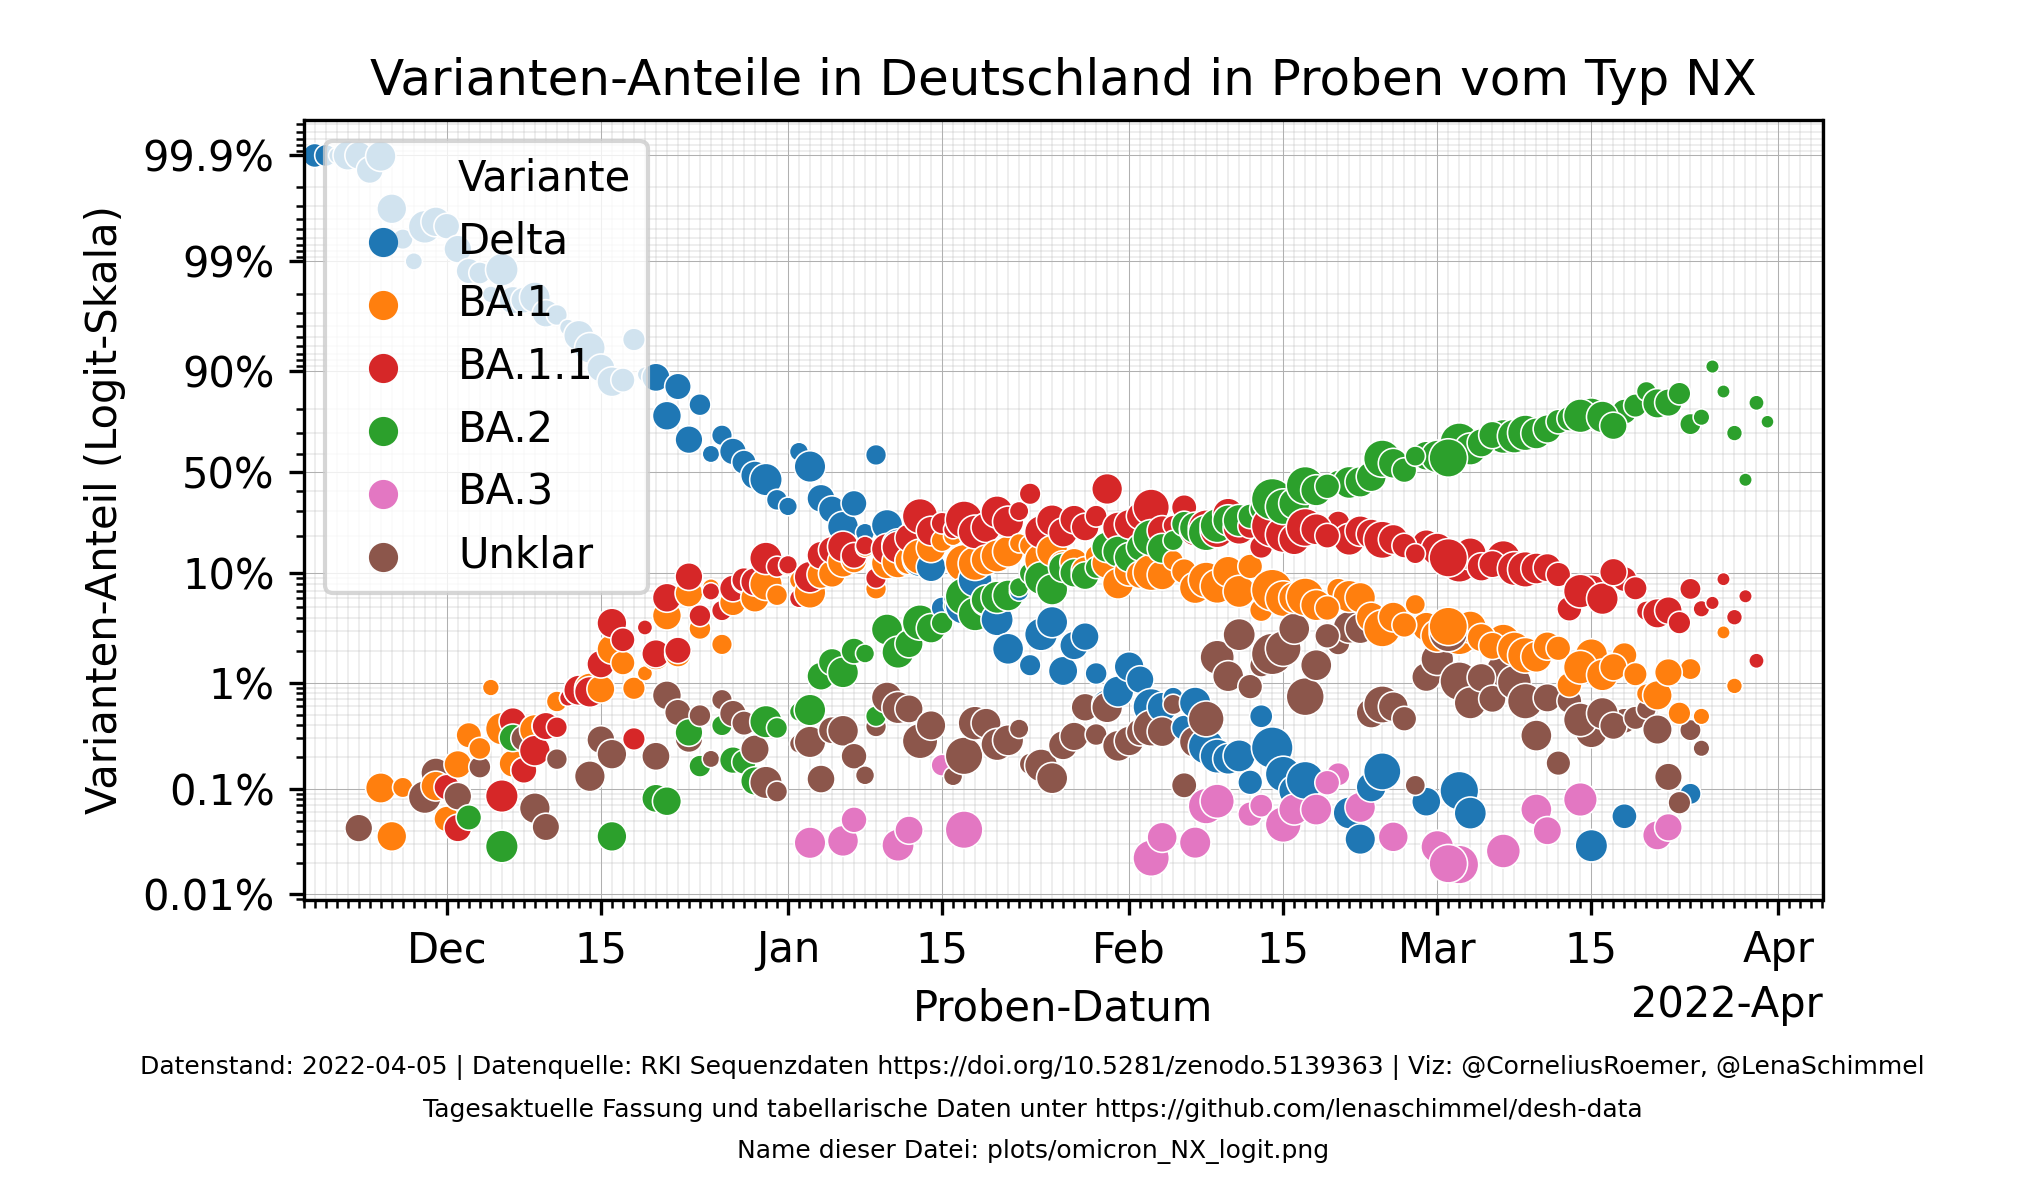 Varianten-Anteile in Deutschland in Proben vom Typ NX
Varianten-Anteil (Logit-Skala)
99.9%
99%
90%
50%
10%
1%
0.1%
0.01%
Variante
Delta
BA.1
BA.1.1
BA.2
BA.3
Unklar
Dec 15 Jan 15 Feb 15 Mar 15 Apr
Proben-Datum
2022-Apr
Datenstand: 2022-04-05 | Datenquelle: RKI Sequenzdaten https://doi.org/10.5281/zenodo.5139363 | Viz: @CorneliusRoemer, @LenaSchimmel
Tagesaktuelle Fassung und tabellarische Daten unter https://github.com/lenaschimmel/desh-data
Name dieser Datei: plots/omicron_NX_logit.png